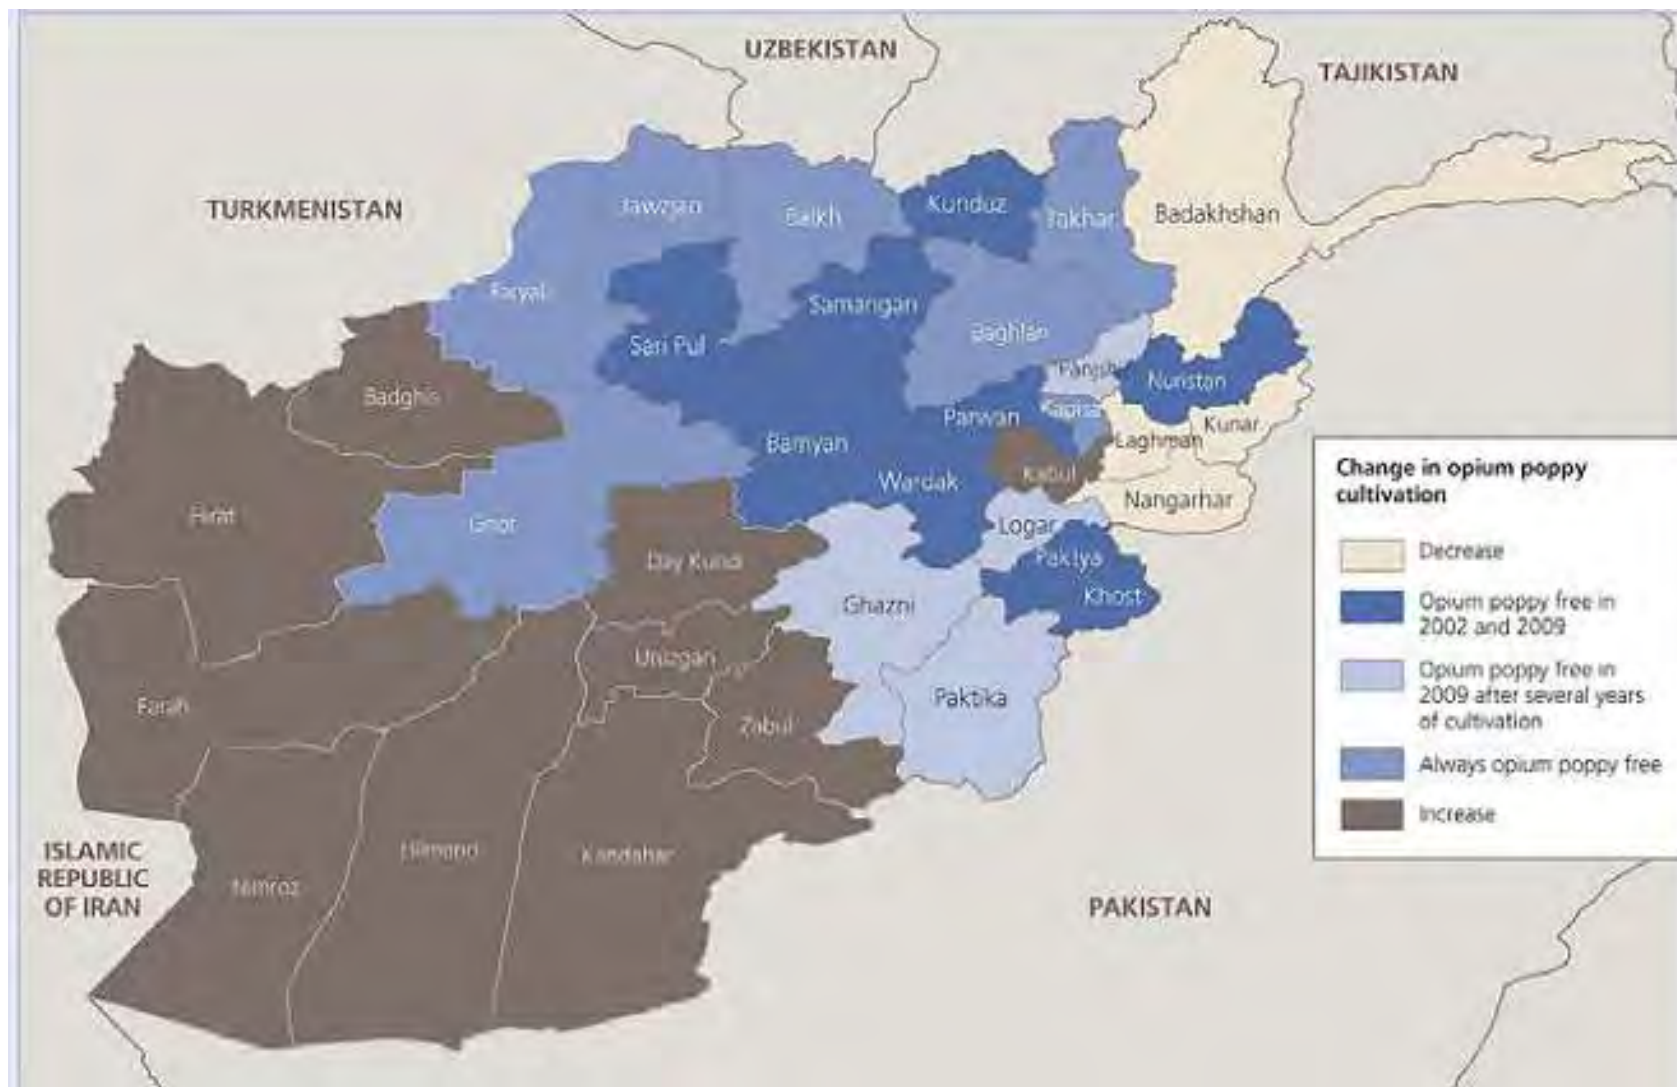 UZBEKISTAN
TAJIKISTAN
TURKMENISTAN
Jawzjan
Balkh
Kunduz
Takhar
Badakhshan
Faryab
Samangan
Sari Pul
Baghlan
Panjshir
Nuristan
Badghis
Parwan
Kapisa
Kunar
Laghman
Bamyan
Kabul
Wardak
Nangarhar
Hirat
Ghor
Logar
Day Kundi
Paktya
Ghazni
Khost
Uruzgan
Paktika
Farah
Zabul
Hilmand
Kandahar
Nimroz
ISLAMIC
REPUBLIC
OF IRAN
PAKISTAN
Change in opium poppy
cultivation
Decrease
Opium poppy free in
2002 and 2009
Opium poppy free in
2009 after several years
of cultivation
Always opium poppy free
Increase